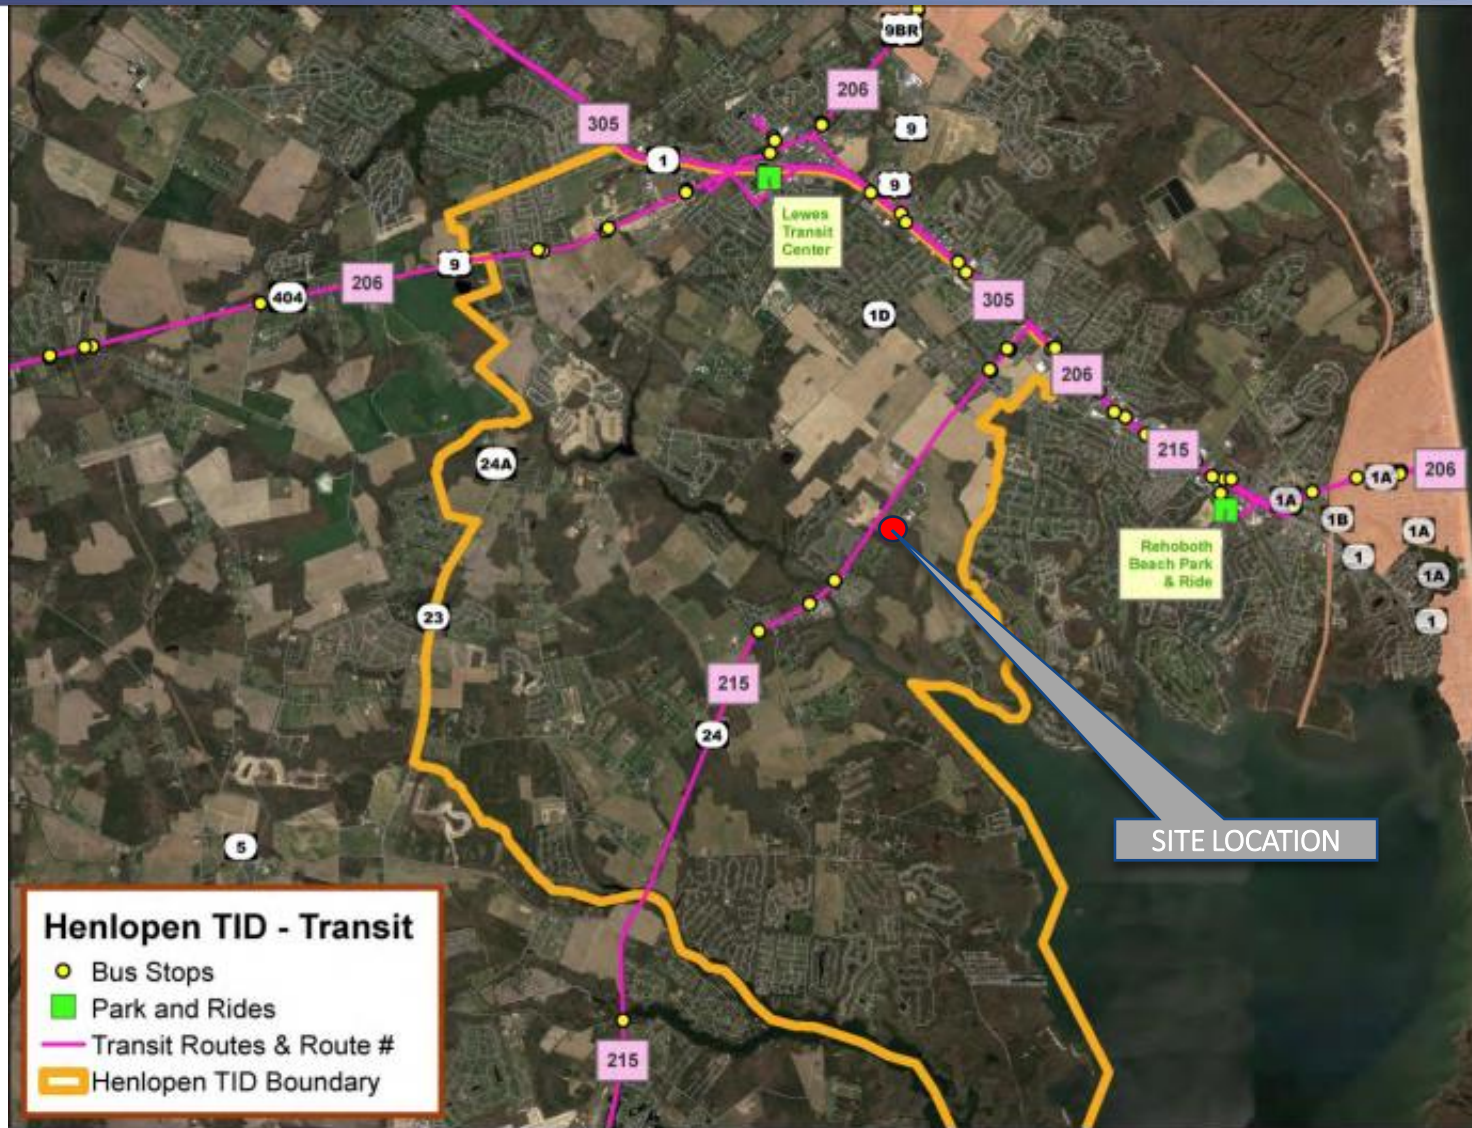 9BR
206
305
9
1
9
Lewes
Transit
Center
9
206
404
305
1D
206
215
24A
206
1A
1A
1B
1A
1
Rehoboth
Beach Park
& Ride
1A
23
1
215
24
SITE LOCATION
5
Henlopen TID - Transit
Bus Stops
Park and Rides
Transit Routes & Route #
Henlopen TID Boundary
215